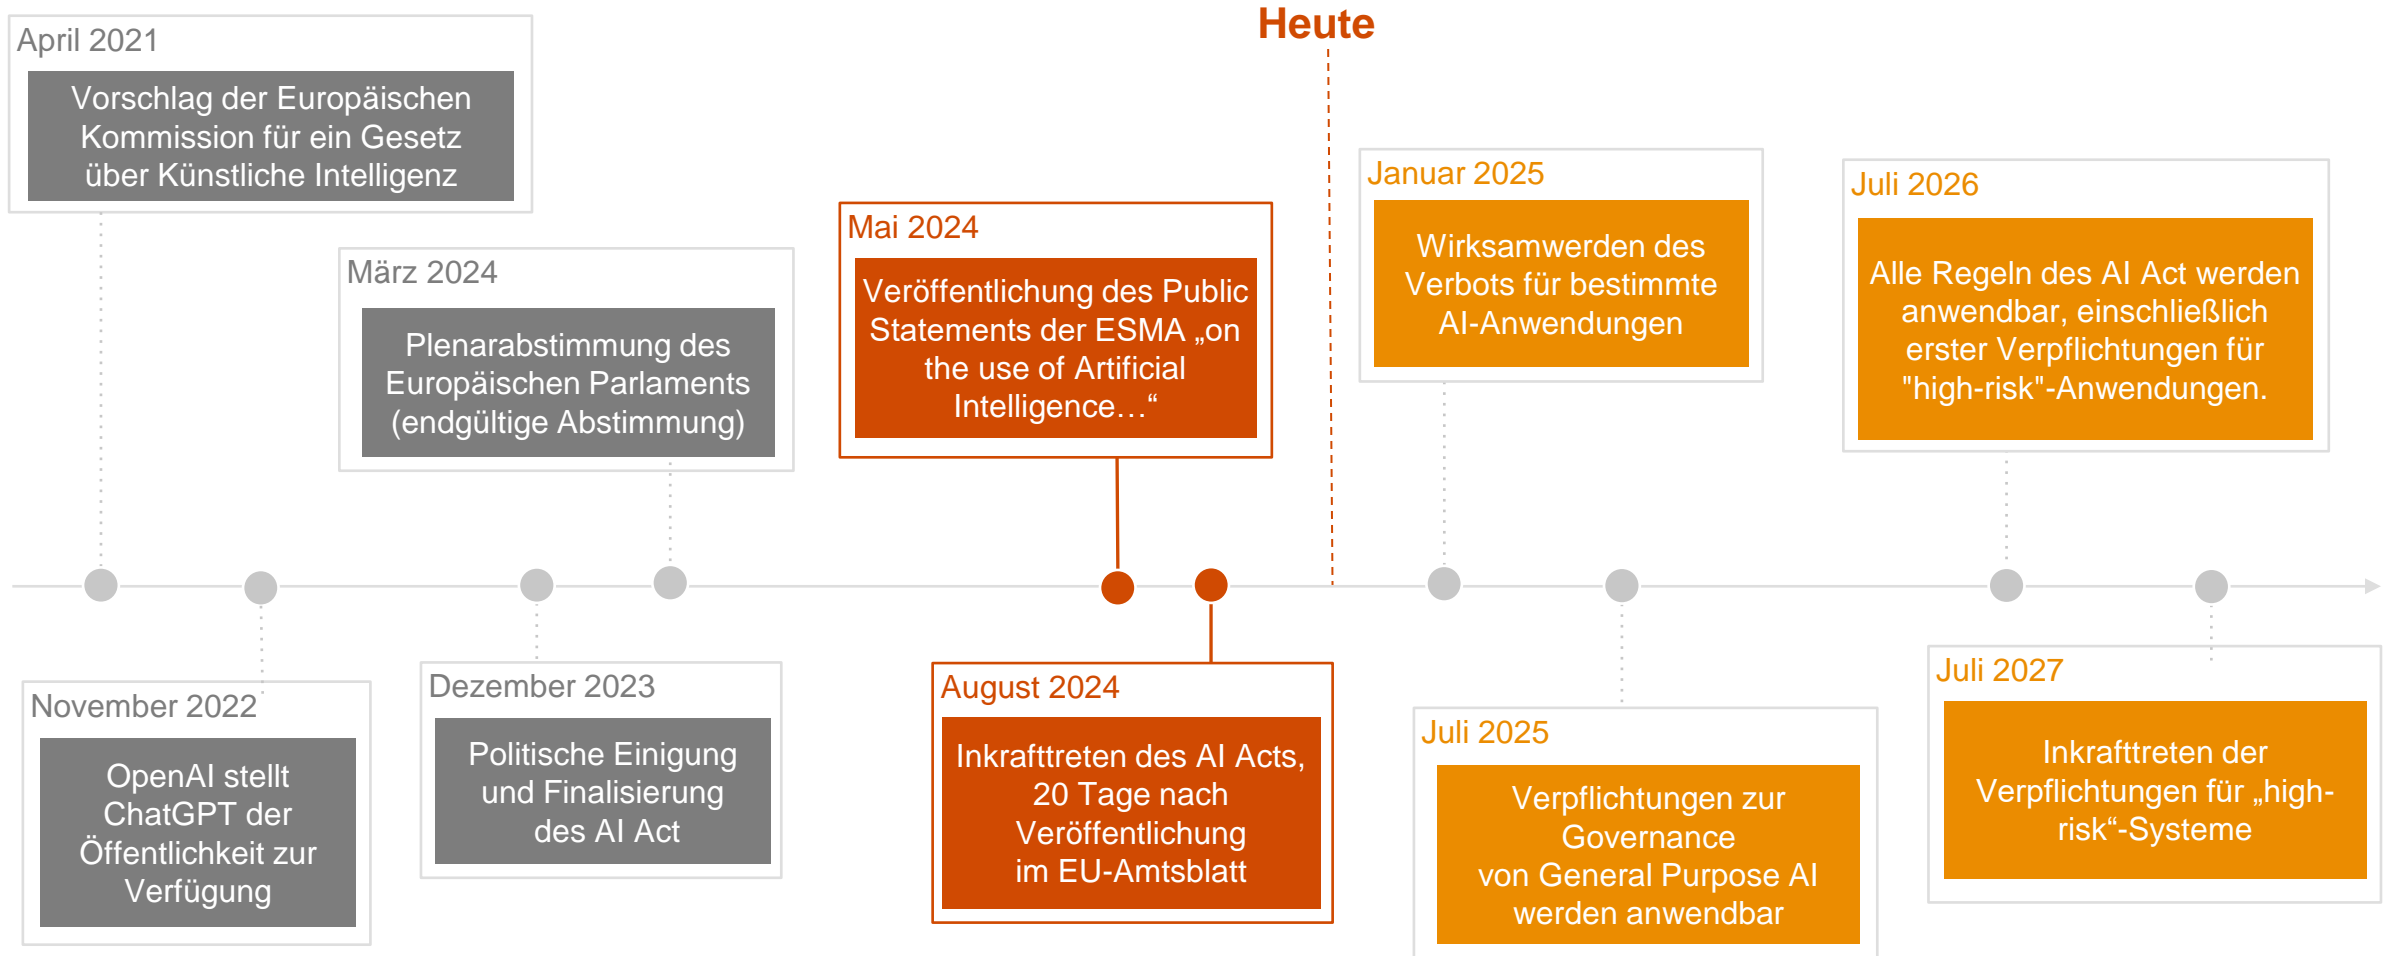 Heute
April 2021
Vorschlag der Europäischen
Kommission für ein Gesetz
über Künstliche Intelligenz
November 2022
OpenAI stellt
ChatGPT der
Öffentlichkeit zur
Verfügung
Dezember 2023
Politische Einigung
und Finalisierung
des AI Act
März 2024
Plenarabstimmung des
Europäischen Parlaments
(endgültige Abstimmung)
Mai 2024
Veröffentlichung des Public
Statements der ESMA „on
the use of Artificial
Intelligence…“
August 2024
Inkrafttreten des AI Acts,
20 Tage nach
Veröffentlichung
im EU-Amtsblatt
Januar 2025
Wirksamwerden des
Verbots für bestimmte
AI-Anwendungen
Juli 2025
Verpflichtungen zur
Governance
von General Purpose AI
werden anwendbar
Juli 2026
Alle Regeln des AI Act werden
anwendbar, einschließlich
erster Verpflichtungen für
"high-risk"-Anwendungen.
Juli 2027
Inkrafttreten der
Verpflichtungen für „high-
risk“-Systeme